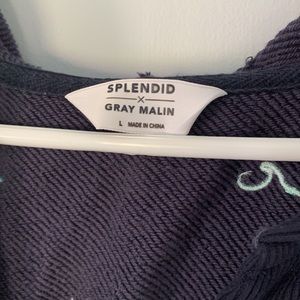 SPLENDID
×
GRAY MALIN
L MADE IN CHINA